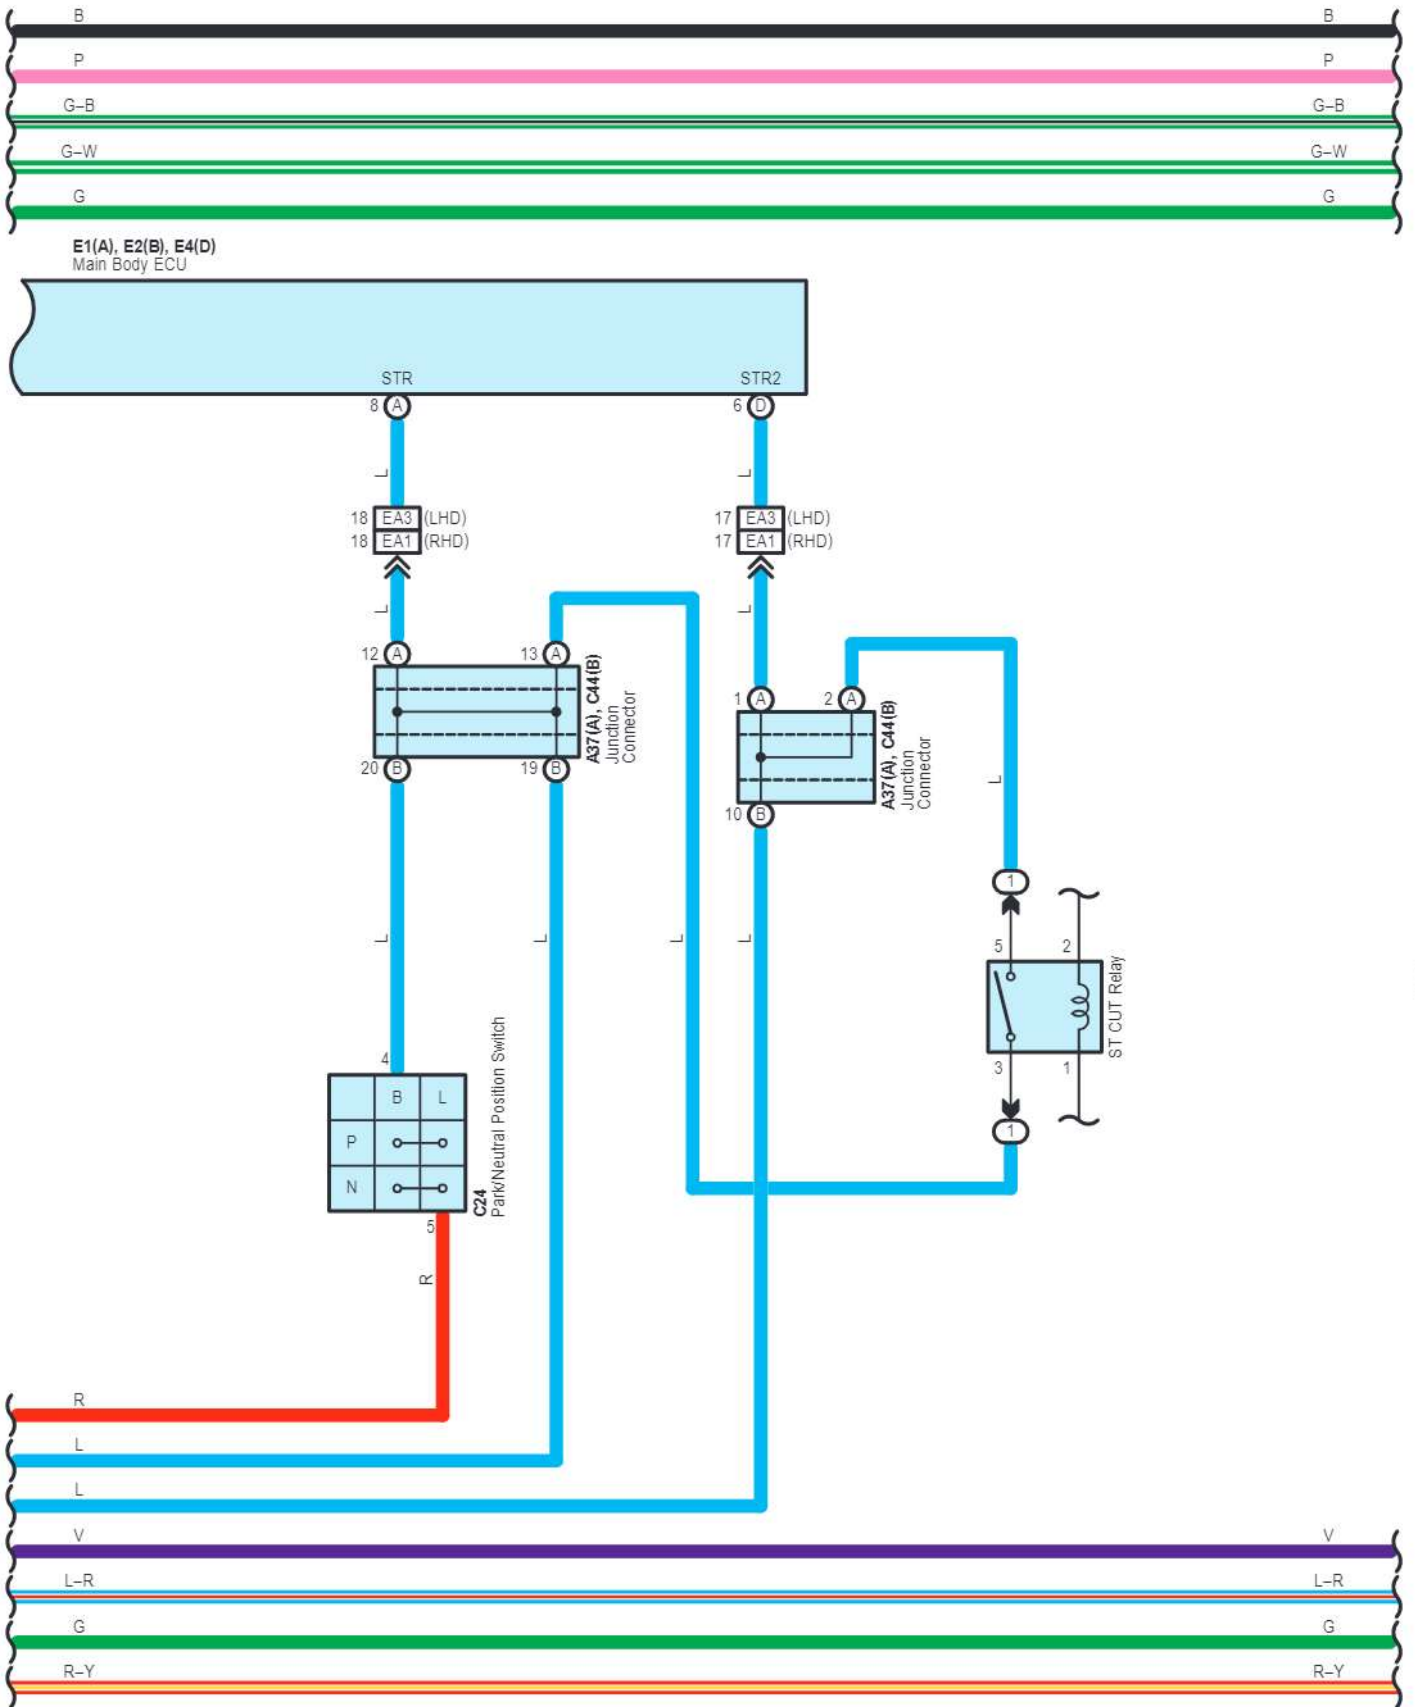 B B
P P
G–B G–B
G–W G–W
G G
E1(A), E2(B), E4(D)
Main Body ECU
STR STR2
8 A 6 D
L L
18 EA3 (LHD) 17 EA3 (LHD)
18 EA1 (RHD) 17 EA1 (RHD)
L L
12 A 13 A
A37(A), C44(B)
Junction
Connector
1 A 2 A
20 B 19 B
A37(A), C44(B)
Junction
Connector
L
10 B
1
L L L L
5 2
ST CUT Relay
4
3 1
B L
1
P
N
C24
Park/Neutral Position Switch
5
R
R
L
L
V V
L–R L–R
G G
R–Y R–Y